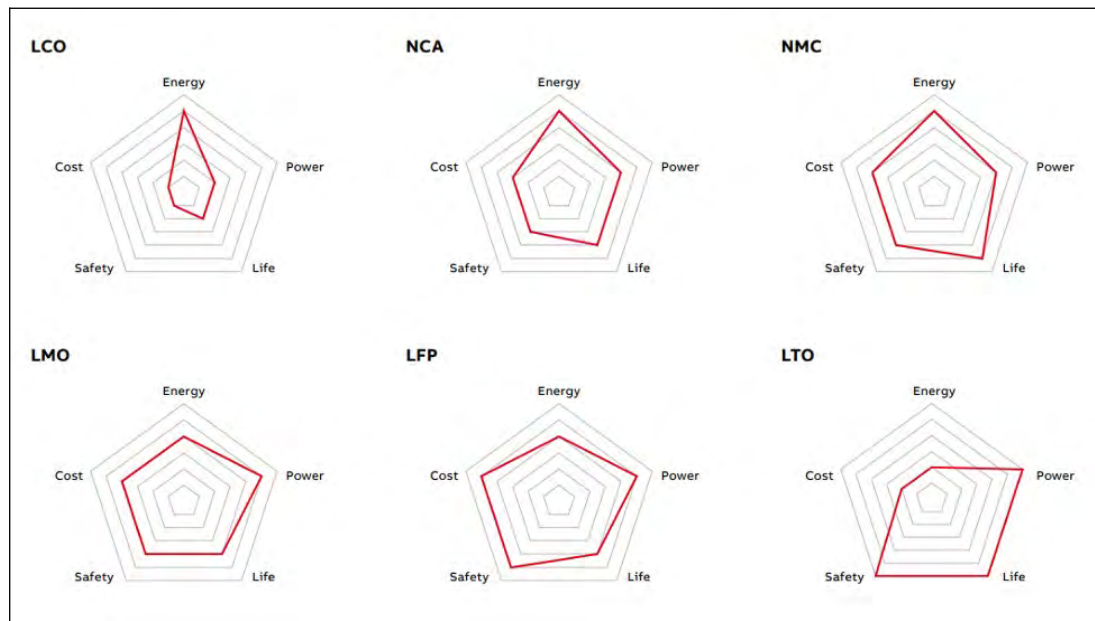 LCO
NCA
NMC
Energy
Energy
Energy
Cost
Power
Cost
Power
Cost
Power
Safety
Life
Safety
Life
Safety
Life
LMO
LFP
LTO
Energy
Energy
Energy
Cost
Power
Cost
Power
Cost
Power
Safety
Life
Safety
Life
Safety
Life